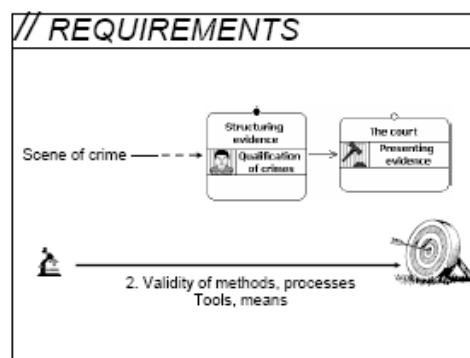 // REQUIREMENTS
Scene of crime
Structuring
evidence
Qualification
of crimes
The court
Presenting
evidence
2. Validity of methods, processes
Tools, means